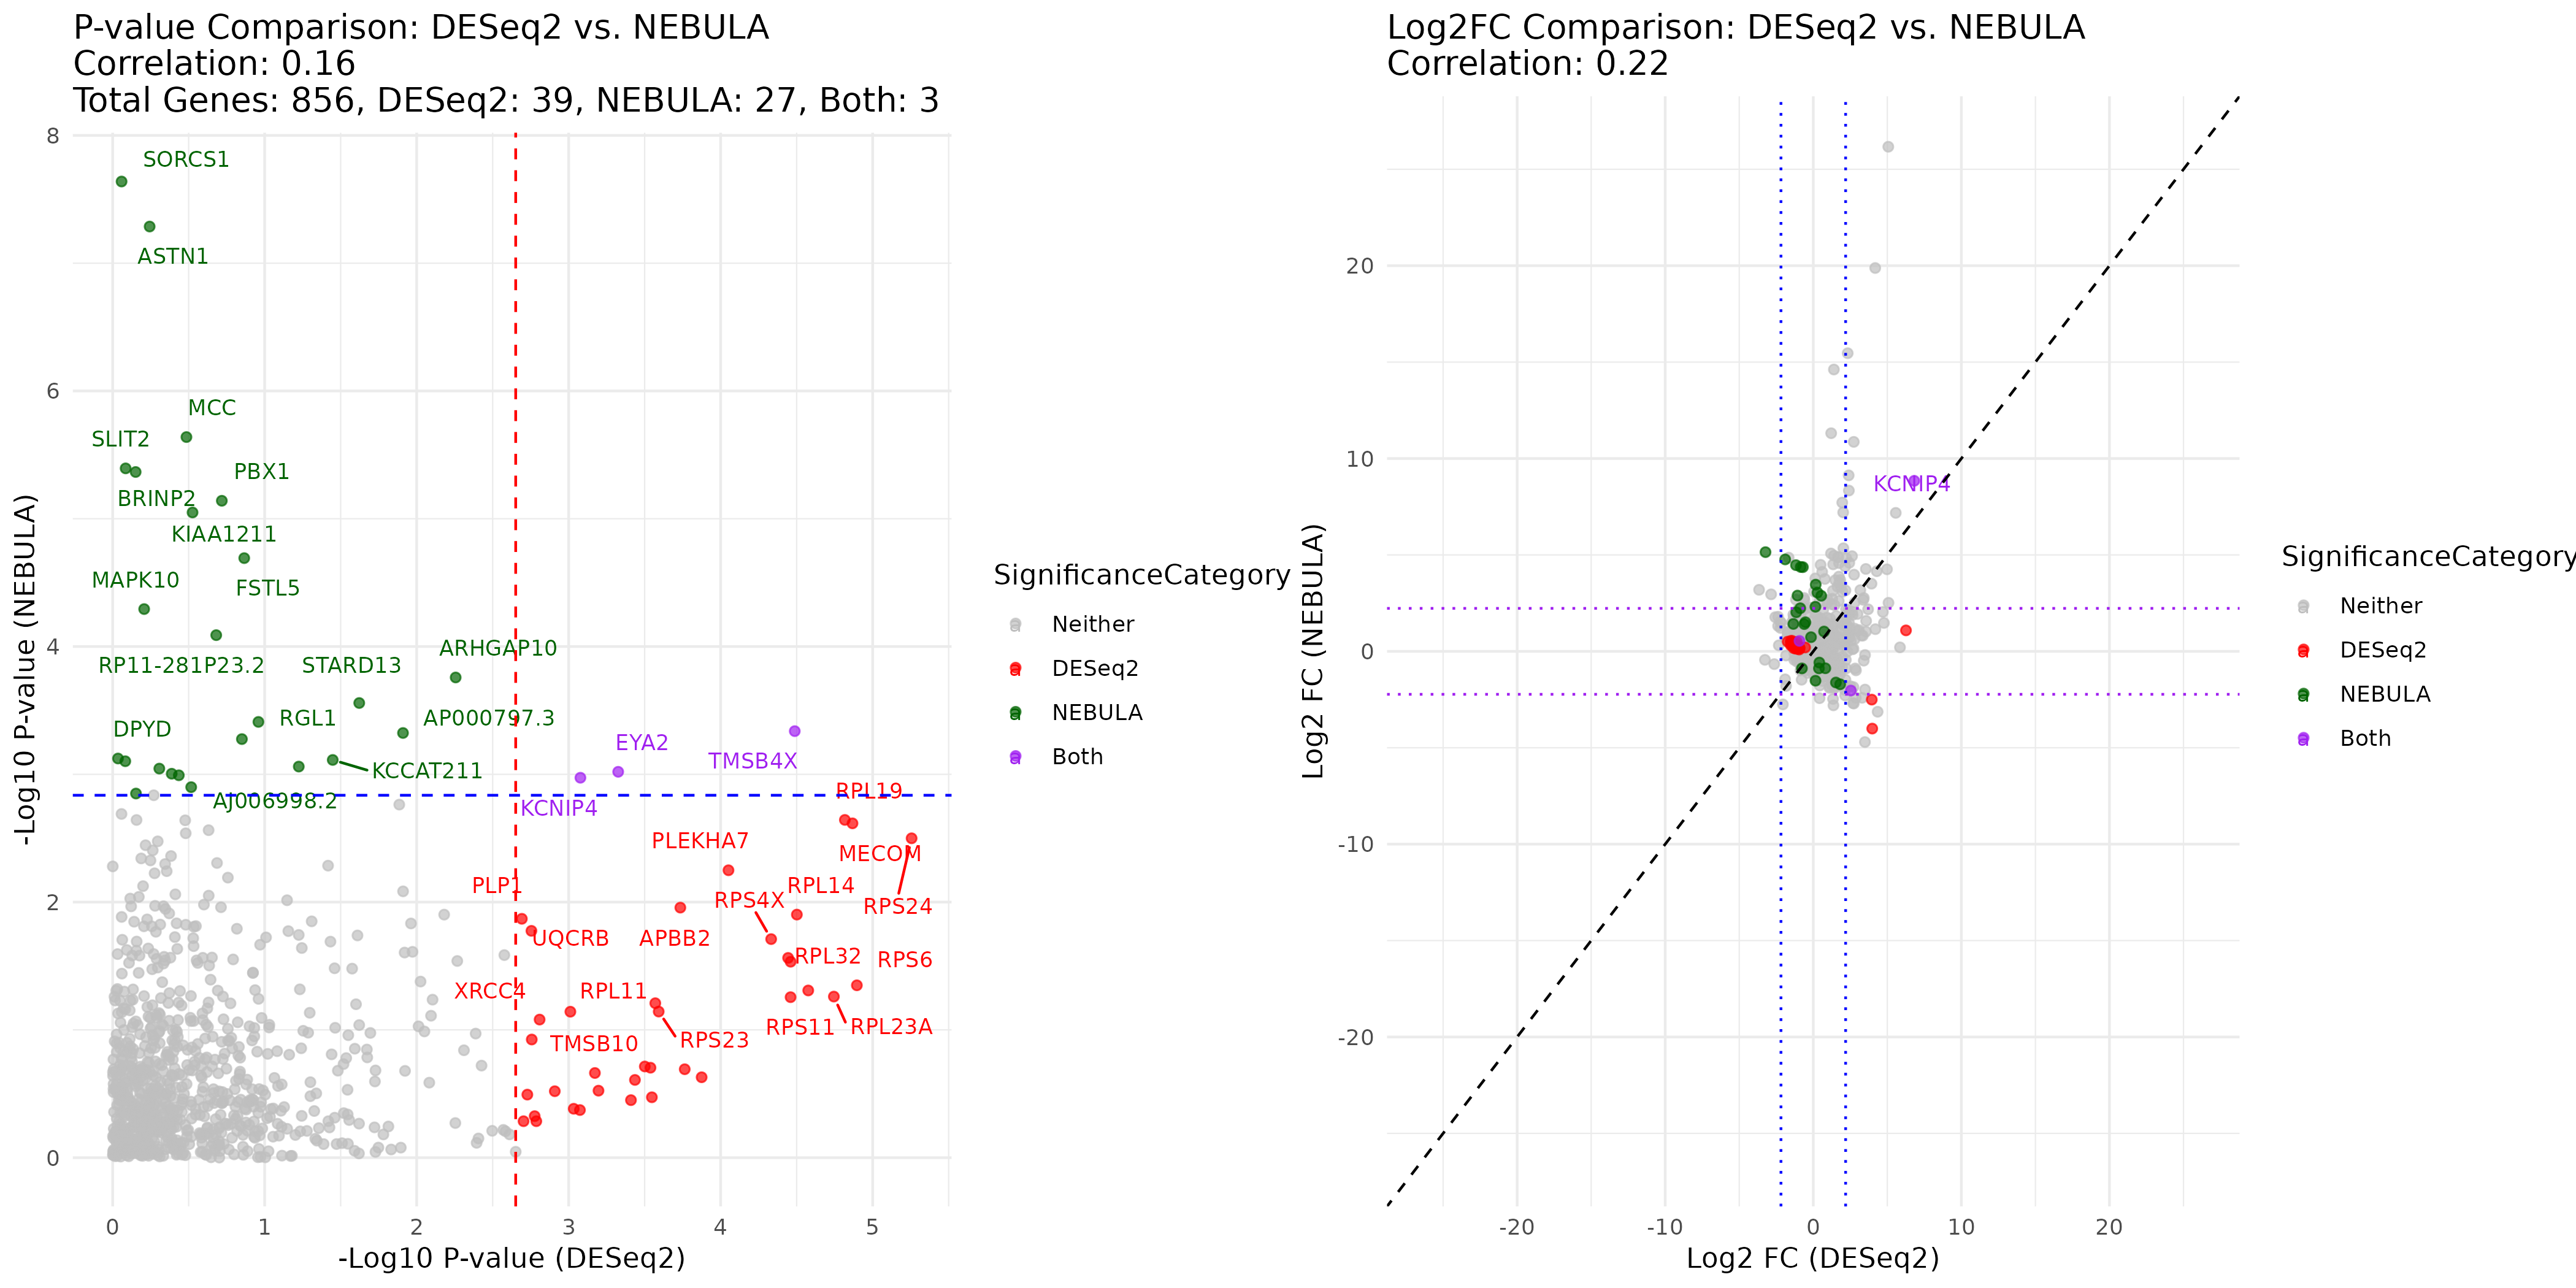 P-value Comparison: DESeq2 vs. NEBULA
Correlation: 0.16
Total Genes: 856, DESeq2: 39, NEBULA: 27, Both: 3
-Log10 P-value (NEBULA)
8
6
4
2
0
SORCS1
ASTN1
MCC
SLIT2
PBX1
BRINP2
KIAA1211
MAPK10
FSTL5
ARHGAP10
RP11-281P23.2
STARD13
DPYD
RGL1
AP000797.3
EYA2
TMSB4X
KCCAT211
AJ006998.2
KCNIP4
RPL19
PLEKHA7
MECOM
PLP1
RPL14
RPS4X
RPS24
UQCRB
APBB2
RPL32
RPS6
XRCC4
RPL11
RPS11
RPL23A
TMSB10
RPS23
0
1
2
3
4
5
-Log10 P-value (DESeq2)
SignificanceCategory
a
Neither
a
DESeq2
a
NEBULA
a
Both
Log2FC Comparison: DESeq2 vs. NEBULA
Correlation: 0.22
Log2 FC (NEBULA)
20
10
0
-10
-20
KCNIP4
-20
-10
0
10
20
Log2 FC (DESeq2)
SignificanceCategory
a
Neither
a
DESeq2
a
NEBULA
a
Both